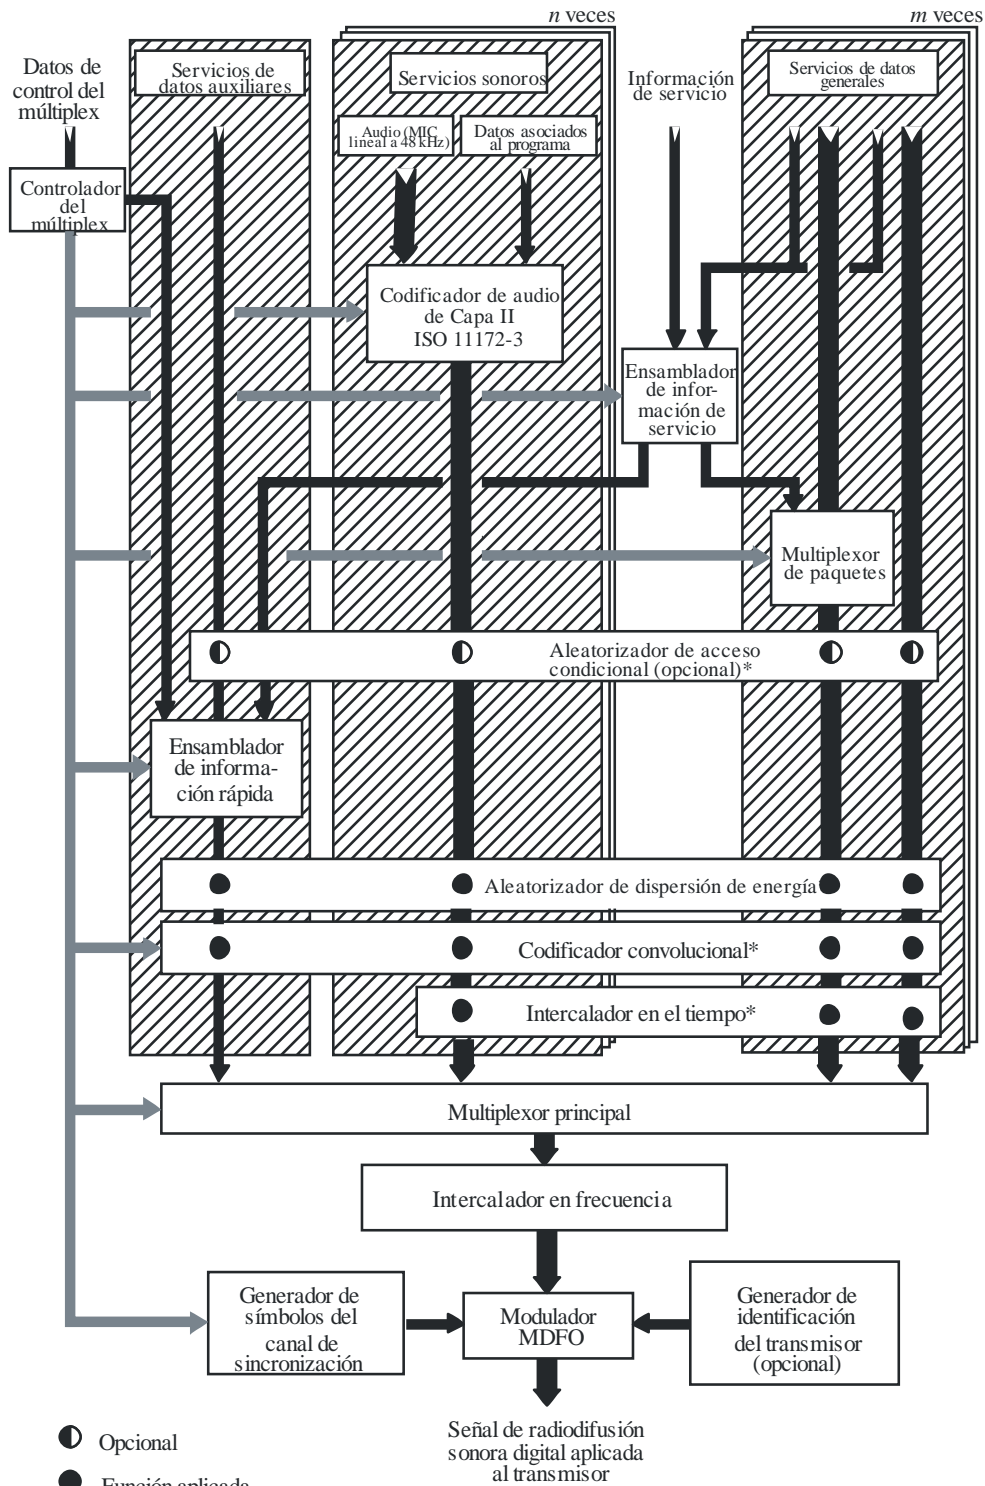 n veces
m veces
Datos de
control del
múltiplex
Servicios de
datos auxiliares
Servicios sonoros
Información
de servicio
Servicios de datos
generales
Audio (MIC
lineal a 48 kHz)
Datos asociados
al programa
Controlador
del
múltiplex
Codificador de audio
de Capa II
ISO 11172-3
Ensamblador
de infor-
mación de
servicio
Multiplexor
de paquetes
Aleatorizador de acceso
condicional (opcional)*
Ensamblador
de informa-
ción rápida
Aleatorizador de dispersión de energía
Codificador convolucional*
Intercalador en el tiempo*
Multiplexor principal
Intercalador en frecuencia
Generador de
símbolos del
canal de
sincronización
Modulador
MDFO
Generador de
identificación
del transmisor
(opcional)
Señal de radiodifusión
sonora digital aplicada
al transmisor
Opcional
Función aplicada